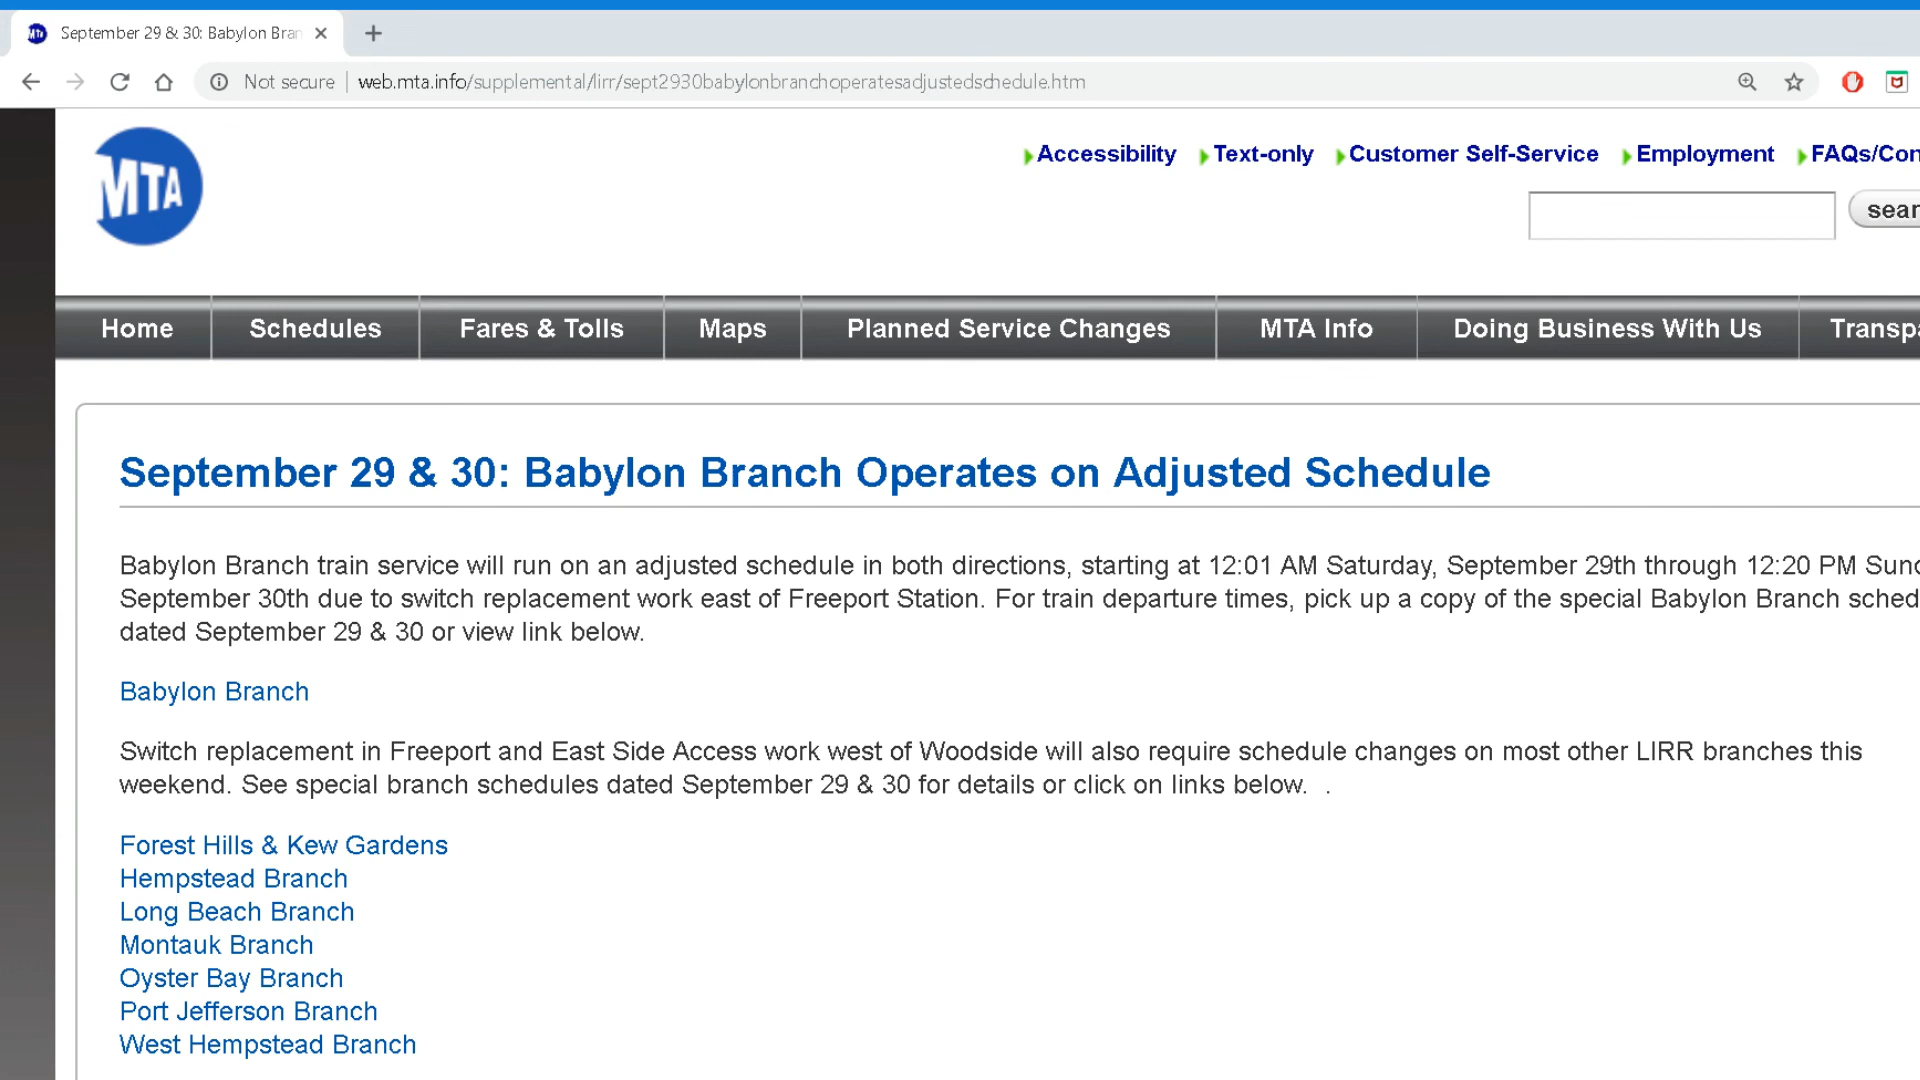 September 29 & 30: Babylon Bran
Not secure | web.mta.info/supplemental/lirr/sept2930babylonbranchoperatesadjustedschedule.htm
MTA
Accessibility Text-only Customer Self-Service Employment FAQs/Con
sear
Home Schedules Fares & Tolls Maps Planned Service Changes MTA Info Doing Business With Us Transpa
September 29 & 30: Babylon Branch Operates on Adjusted Schedule
Babylon Branch train service will run on an adjusted schedule in both directions, starting at 12:01 AM Saturday, September 29th through 12:20 PM Sund
September 30th due to switch replacement work east of Freeport Station. For train departure times, pick up a copy of the special Babylon Branch sched
dated September 29 & 30 or view link below.
Babylon Branch
Switch replacement in Freeport and East Side Access work west of Woodside will also require schedule changes on most other LIRR branches this
weekend. See special branch schedules dated September 29 & 30 for details or click on links below. .
Forest Hills & Kew Gardens
Hempstead Branch
Long Beach Branch
Montauk Branch
Oyster Bay Branch
Port Jefferson Branch
West Hempstead Branch